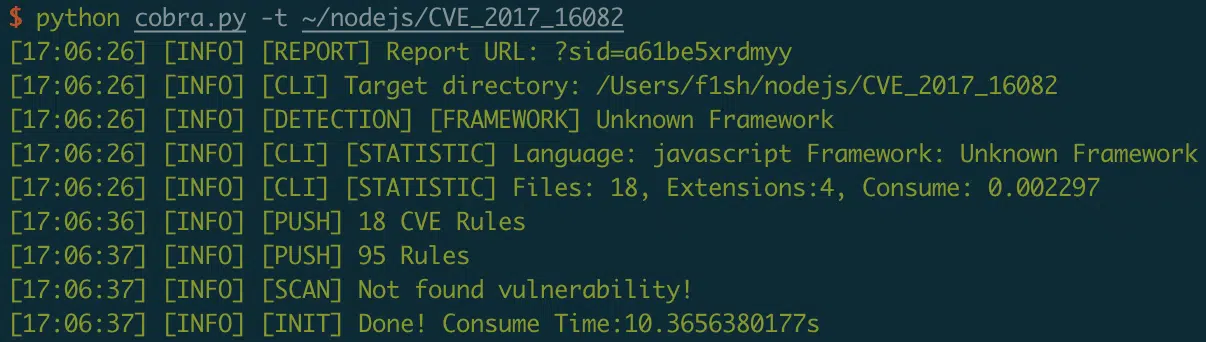 $ python cobra.py -t ~/nodejs/CVE_2017_16082
[17:06:26] [INFO] [REPORT] Report URL: ?sid=a61be5xrdmyy
[17:06:26] [INFO] [CLI] Target directory: /Users/f1sh/nodejs/CVE_2017_16082
[17:06:26] [INFO] [DETECTION] [FRAMEWORK] Unknown Framework
[17:06:26] [INFO] [CLI] [STATISTIC] Language: javascript Framework: Unknown Framework
[17:06:26] [INFO] [CLI] [STATISTIC] Files: 18, Extensions:4, Consume: 0.002297
[17:06:36] [INFO] [PUSH] 18 CVE Rules
[17:06:37] [INFO] [PUSH] 95 Rules
[17:06:37] [INFO] [SCAN] Not found vulnerability!
[17:06:37] [INFO] [INIT] Done! Consume Time:10.3656380177s